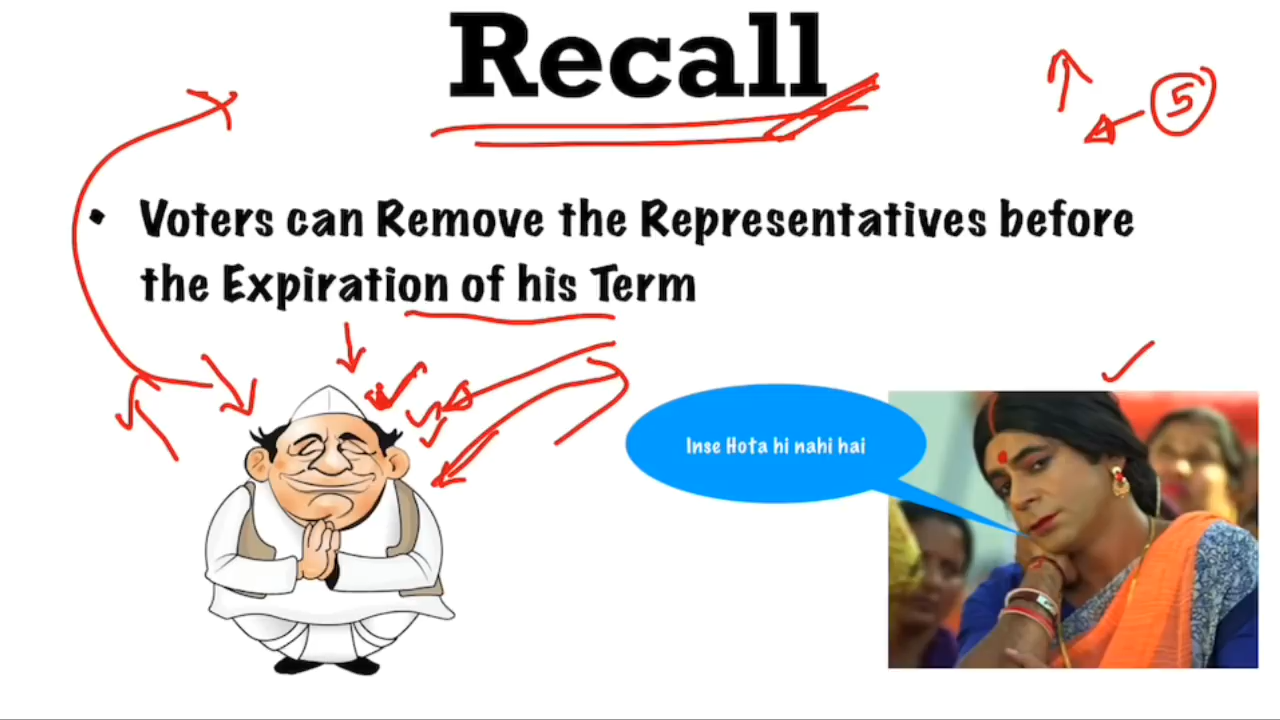 Recall
5
• Voters can Remove the Representatives before
the Expiration of his Term
Inse Hota hi nahi hai